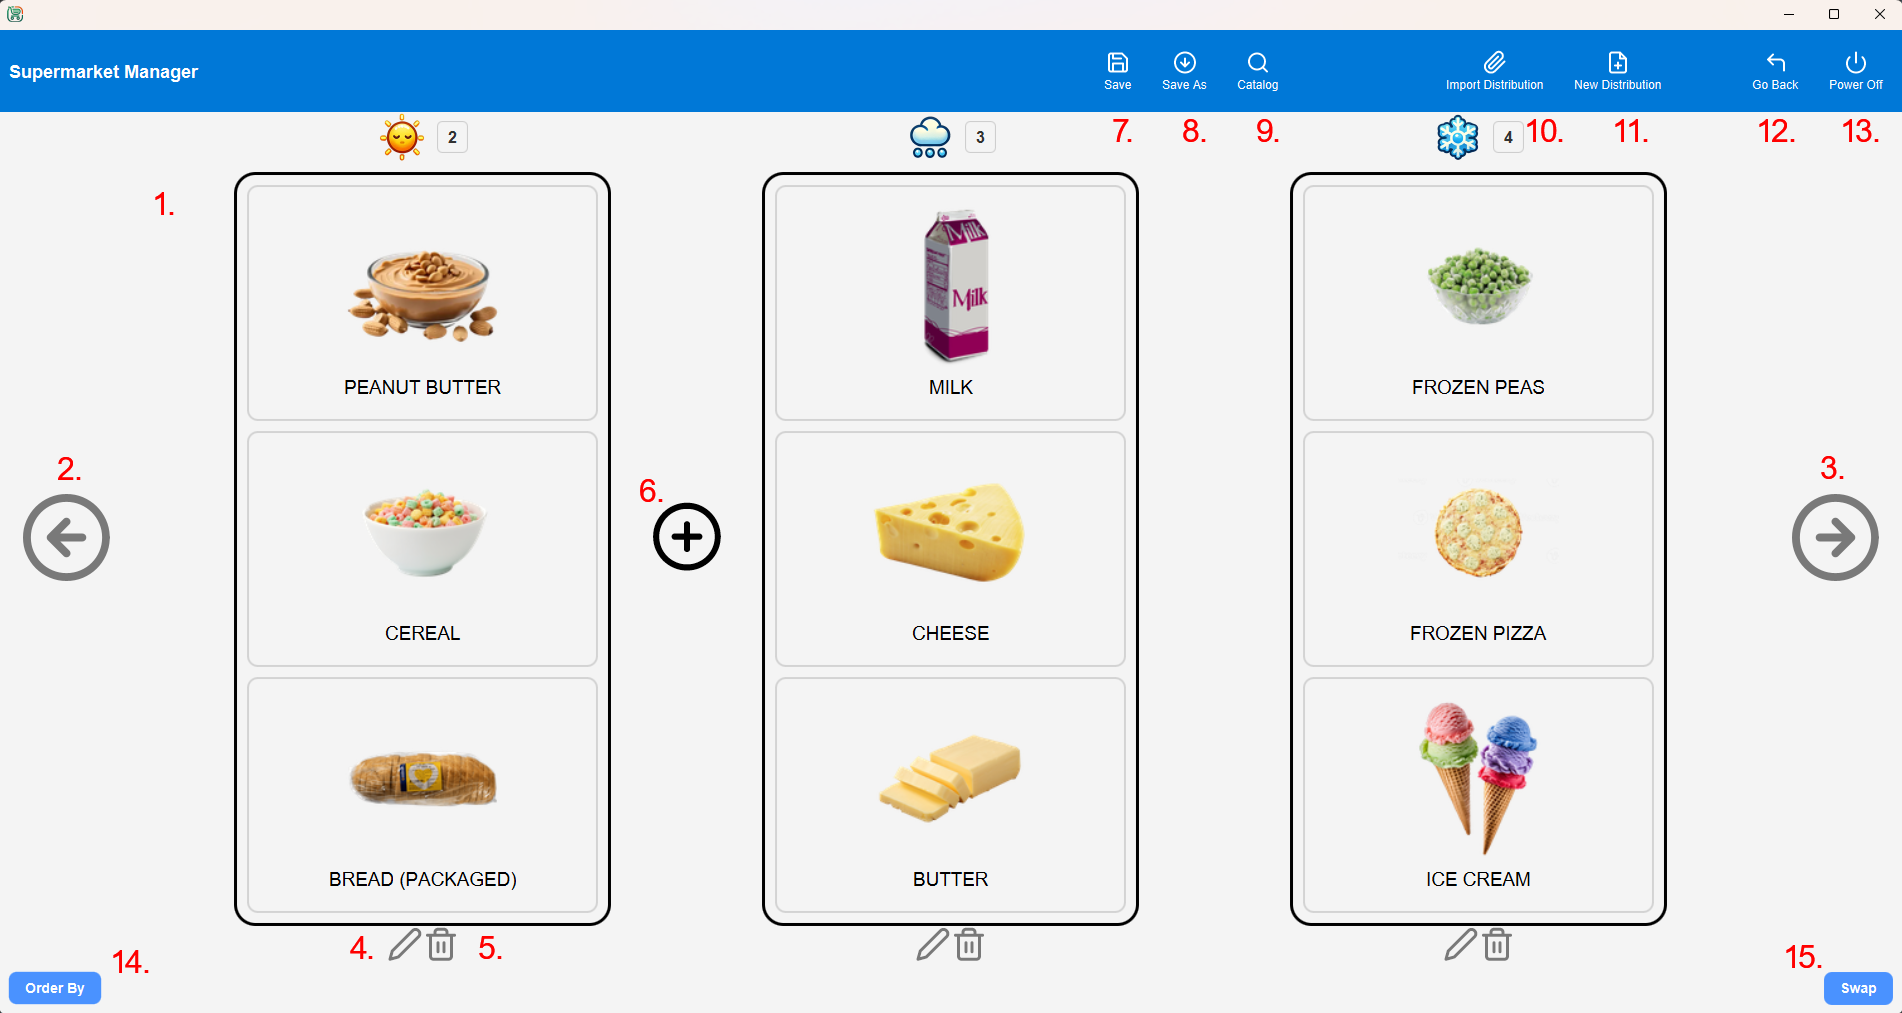 Supermarket Manager
Save
Save As
Catalog
Import Distribution
New Distribution
Go Back
Power Off
2
3
4
7.
8.
9.
10.
11.
12.
13.
1.
Milk
Milk
PEANUT BUTTER
MILK
FROZEN PEAS
2.
6.
3.
CEREAL
CHEESE
FROZEN PIZZA
BREAD (PACKAGED)
BUTTER
ICE CREAM
4.
5.
14.
15.
Order By
Swap